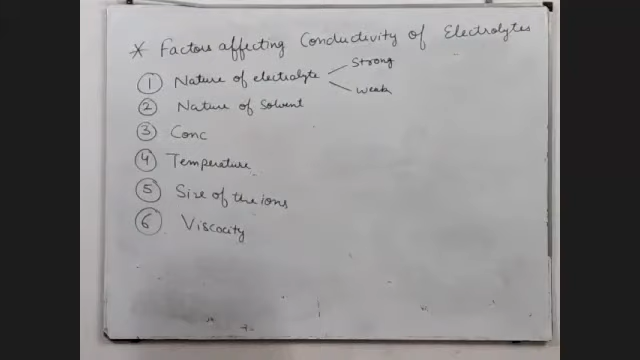 * Factors affecting Conductivity of Electrolytes
① Nature of electrolyte
Strong
weak
② Nature of Solvent
③ Conc
④ Temperature
⑤ Size of the ions
⑥ Viscocity